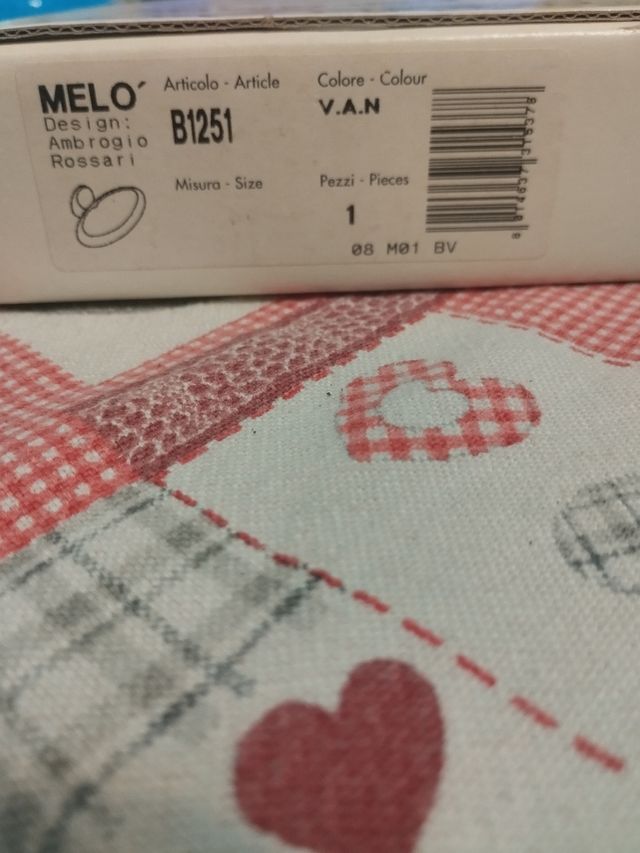 MELO´
Design:
Ambrogio
Rossari
Articolo - Article
B1251
Misura - Size
Colore - Colour
V.A.N
Pezzi - Pieces
1
08 M01 BV